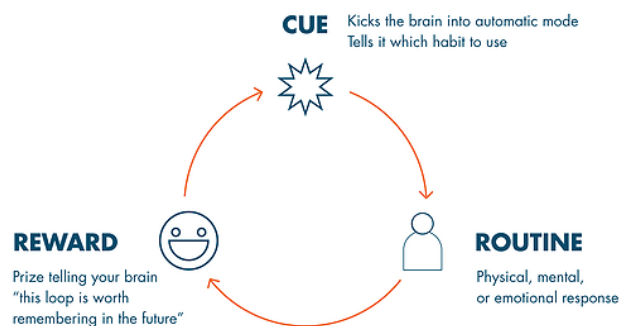 CUE
Kicks the brain into automatic mode
Tells it which habit to use
ROUTINE
Physical, mental,
or emotional response
REWARD
Prize telling your brain
“this loop is worth
remembering in the future”